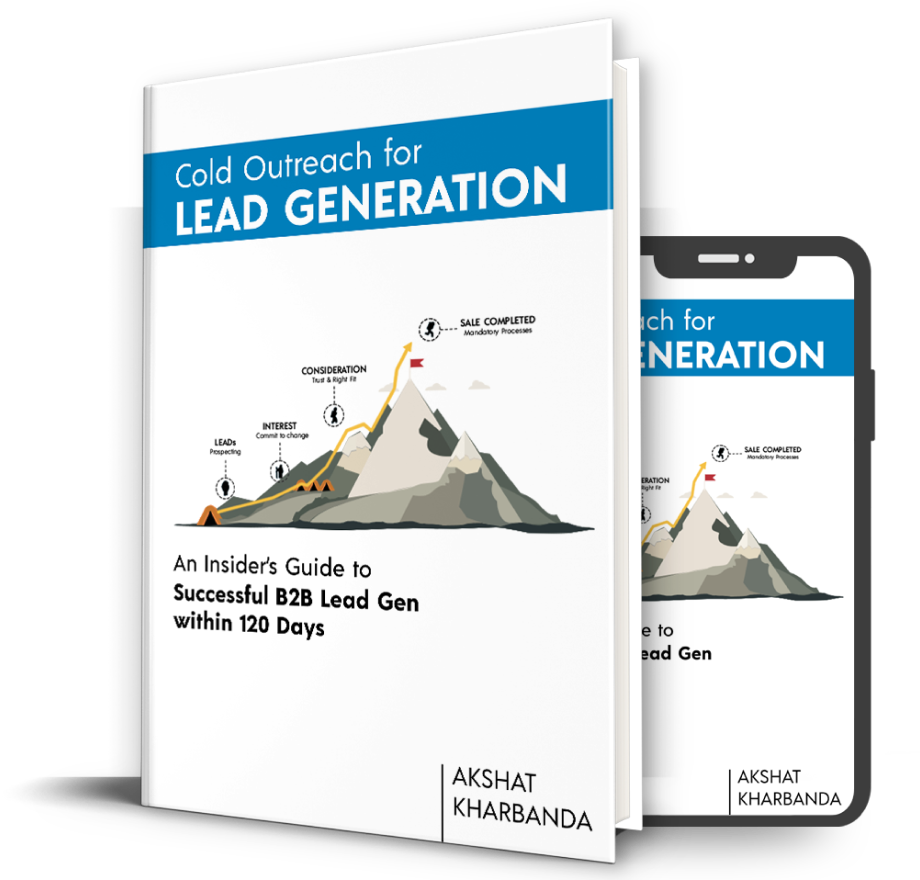 Cold Outreach for
LEAD GENERATION
SALE COMPLETED
Mandatory Processes
CONSIDERATION
Trust & Right Fit
INTEREST
Commit to change
LEADs
Prospecting
An Insider's Guide to
Successful B2B Lead Gen
within 120 Days
AKSHAT
KHARBANDA
ach for
ENERATION
SALE COMPLETED
Mandatory Processes
ERATION
ight Fit
e to
ead Gen
AKSHAT
KHARBANDA